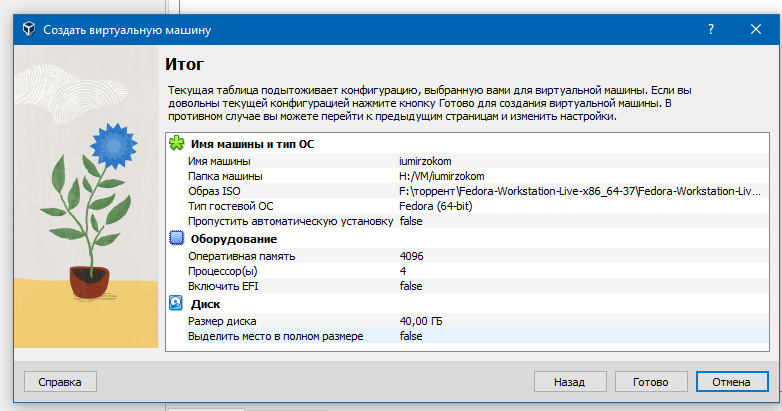 Создать виртуальную машину
?
Итог
Текущая таблица подытоживает конфигурацию, выбранную вами для виртуальной машины. Если вы
довольны текущей конфигурацией нажмите кнопку Готово для создания виртуальной машины. В
противном случае вы можете перейти к предыдущим страницам и изменить настройки.
Имя машины и тип ОС
Имя машины iumirzokom
Папка машины H:/VM/iumirzokom
Образ ISO F:\торрент\Fedora-Workstation-Live-x86_64-37\Fedora-Workstation-Liv...
Тип гостевой ОС Fedora (64-bit)
Пропустить автоматическую установку false
Оборудование
Оперативная память 4096
Процессор(ы) 4
Включить EFI false
Диск
Размер диска 40,00 ГБ
Выделить место в полном размере false
Справка Назад Готово Отмена